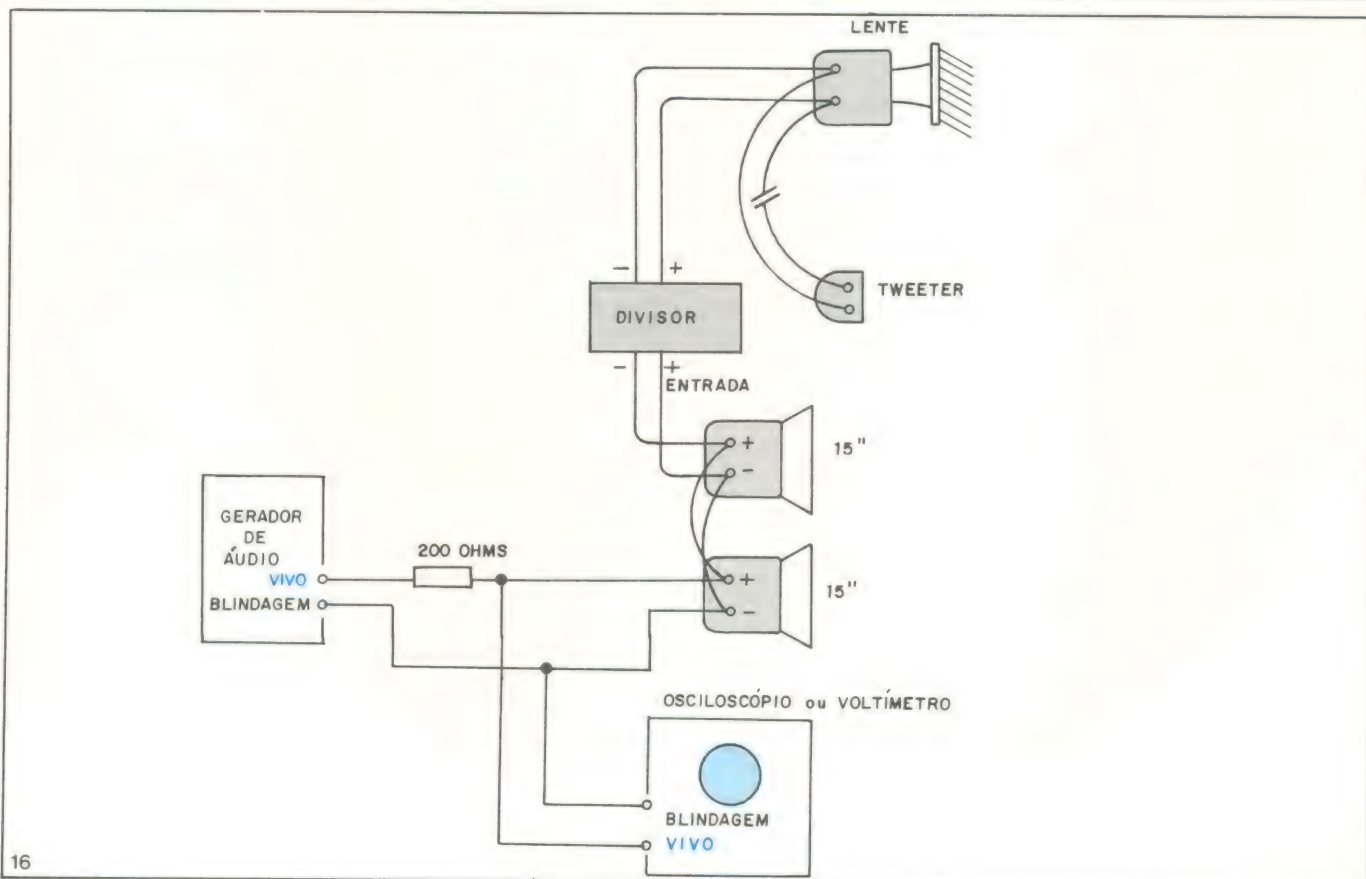 LENTE
TWEETER
- +
DIVISOR
- +
ENTRADA
+
-
15"
+
-
15"
GERADOR
DE
ÁUDIO
VIVO
BLINDAGEM
200 OHMS
OSCILOSCÓPIO ou VOLTÍMETRO
BLINDAGEM
VIVO
16